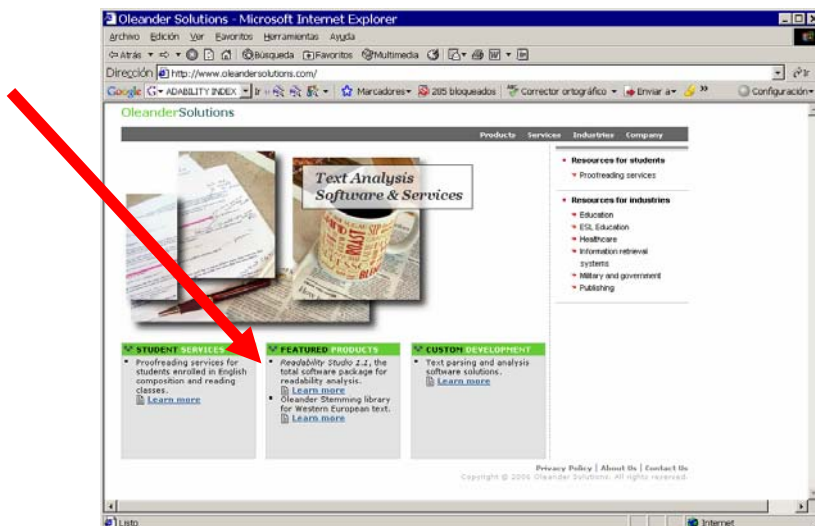 Oleander Solutions - Microsoft Internet Explorer
Archivo Edición Ver Favoritos Herramientas Ayuda
Atrás Búsqueda Favoritos Multimedia
Dirección http://www.oleandersolutions.com/ Ir
Google ADABILITY INDEX Ir Marcadores 205 bloqueados Corrector ortográfico Enviar a Configuración
OleanderSolutions
Products Services Industries Company
Text Analysis
Software & Services
Resources for students
Proofreading services
Resources for industries
Education
ESL Education
Healthcare
Information retrieval
systems
Military and government
Publishing
STUDENT SERVICES
Proofreading services for
students enrolled in English
composition and reading
classes.
Learn more
FEATURED PRODUCTS
Readability Studio 1.1, the
total software package for
readability analysis.
Learn more
Oleander Stemming library
for Western European text.
Learn more
CUSTOM DEVELOPMENT
Text parsing and analysis
software solutions.
Learn more
Privacy Policy | About Us | Contact Us
Copyright © 2006 Oleander Solutions. All rights reserved.
Listo Internet